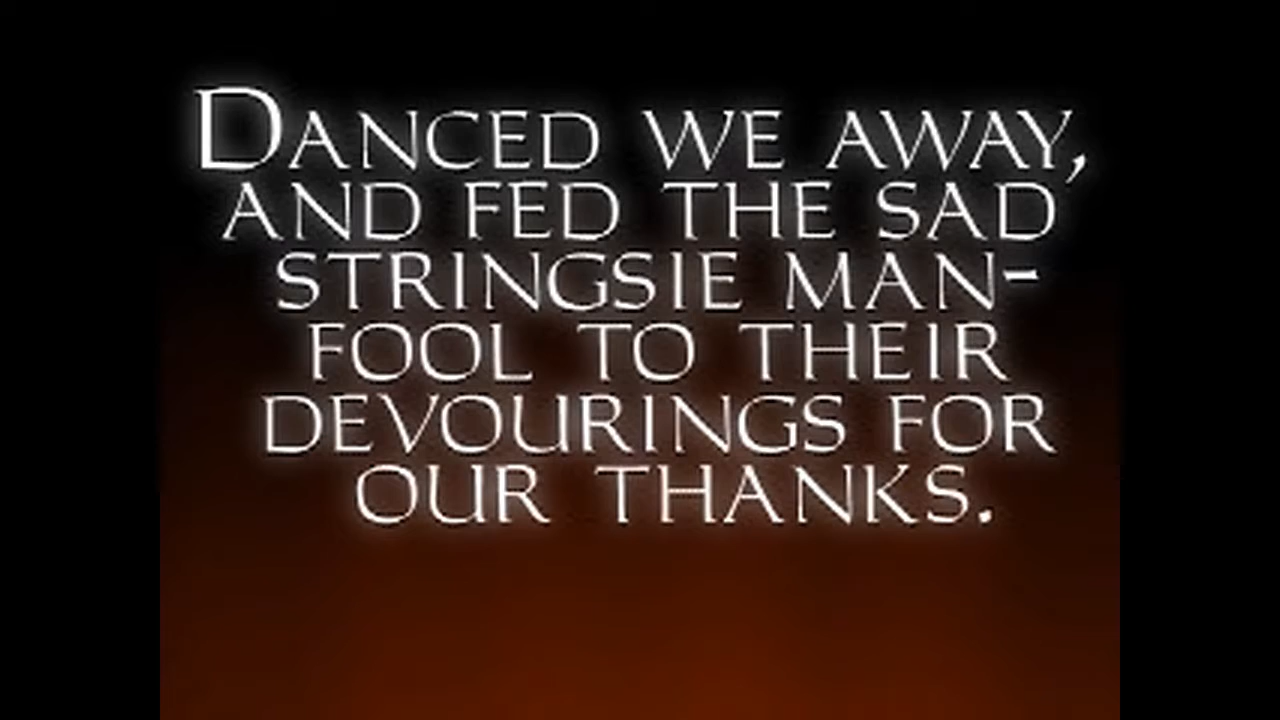 DANCED WE AWAY,
AND FED THE SAD
STRINGSIE MAN-
FOOL TO THEIR
DEVOURINGS FOR
OUR THANKS.